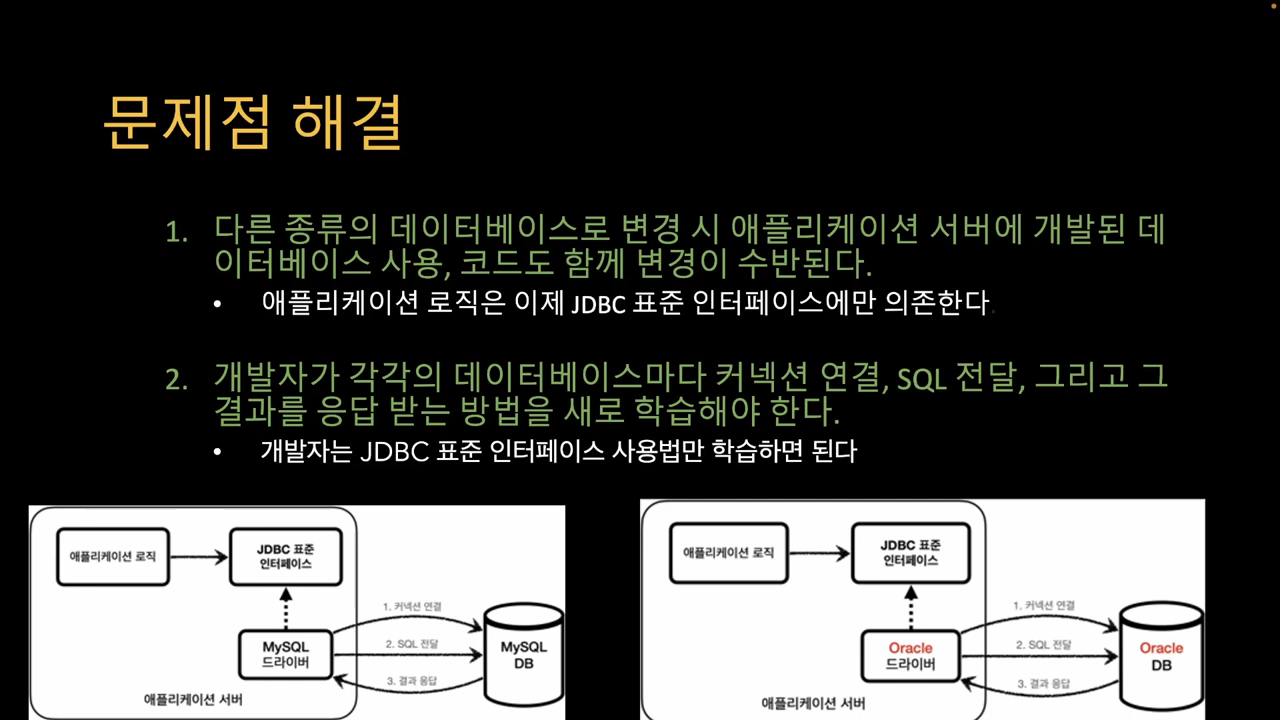 문제점 해결
1. 다른 종류의 데이터베이스로 변경 시 애플리케이션 서버에 개발된 데
이터베이스 사용, 코드도 함께 변경이 수반된다.
• 애플리케이션 로직은 이제 JDBC 표준 인터페이스에만 의존한다.
2. 개발자가 각각의 데이터베이스마다 커넥션 연결, SQL 전달, 그리고 그
결과를 응답 받는 방법을 새로 학습해야 한다.
• 개발자는 JDBC 표준 인터페이스 사용법만 학습하면 된다
애플리케이션 로직
JDBC 표준
인터페이스
MySQL
드라이버
1. 커넥션 연결
2. SQL 전달
3. 결과 응답
MySQL
DB
애플리케이션 서버
애플리케이션 로직
JDBC 표준
인터페이스
Oracle
드라이버
1. 커넥션 연결
2. SQL 전달
3. 결과 응답
Oracle
DB
애플리케이션 서버